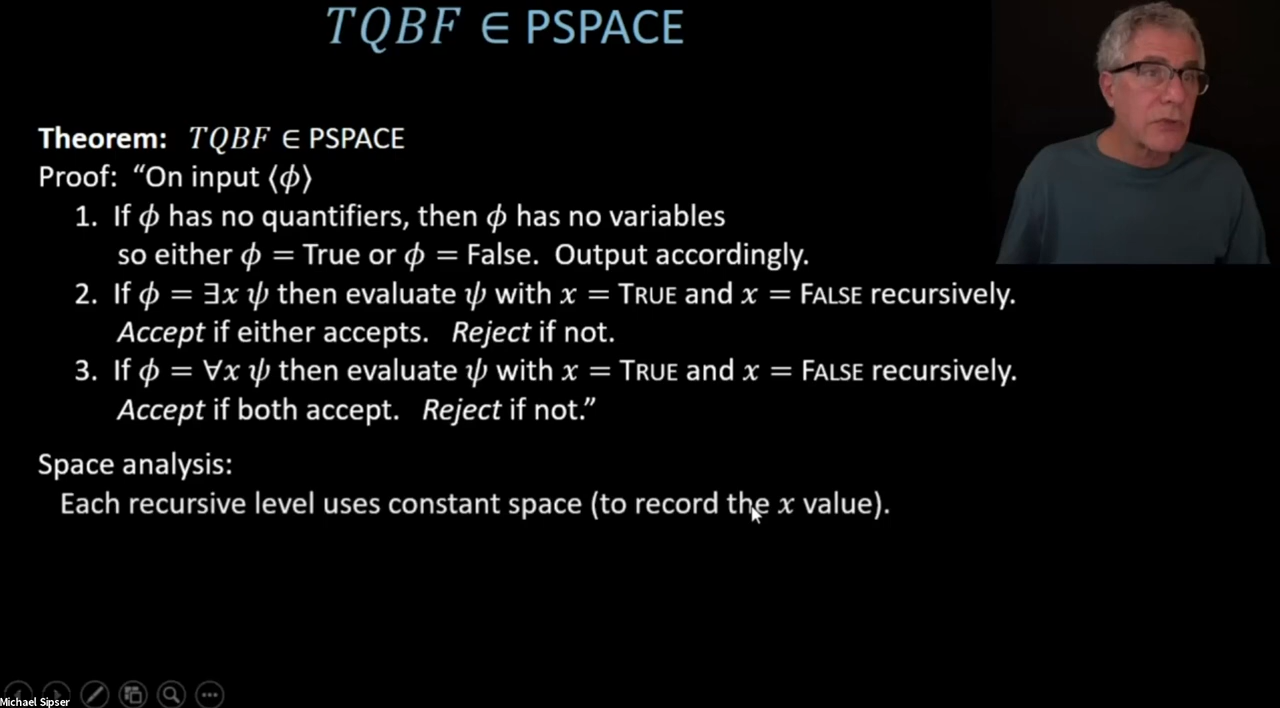 TQBF ∈ PSPACE
Theorem: TQBF ∈ PSPACE
Proof: “On input ⟨ϕ⟩
1. If ϕ has no quantifiers, then ϕ has no variables
so either ϕ = True or ϕ = False. Output accordingly.
2. If ϕ = ∃x ψ then evaluate ψ with x = TRUE and x = FALSE recursively.
Accept if either accepts. Reject if not.
3. If ϕ = ∀x ψ then evaluate ψ with x = TRUE and x = FALSE recursively.
Accept if both accept. Reject if not.”
Space analysis:
Each recursive level uses constant space (to record the x value).
Michael Sipser